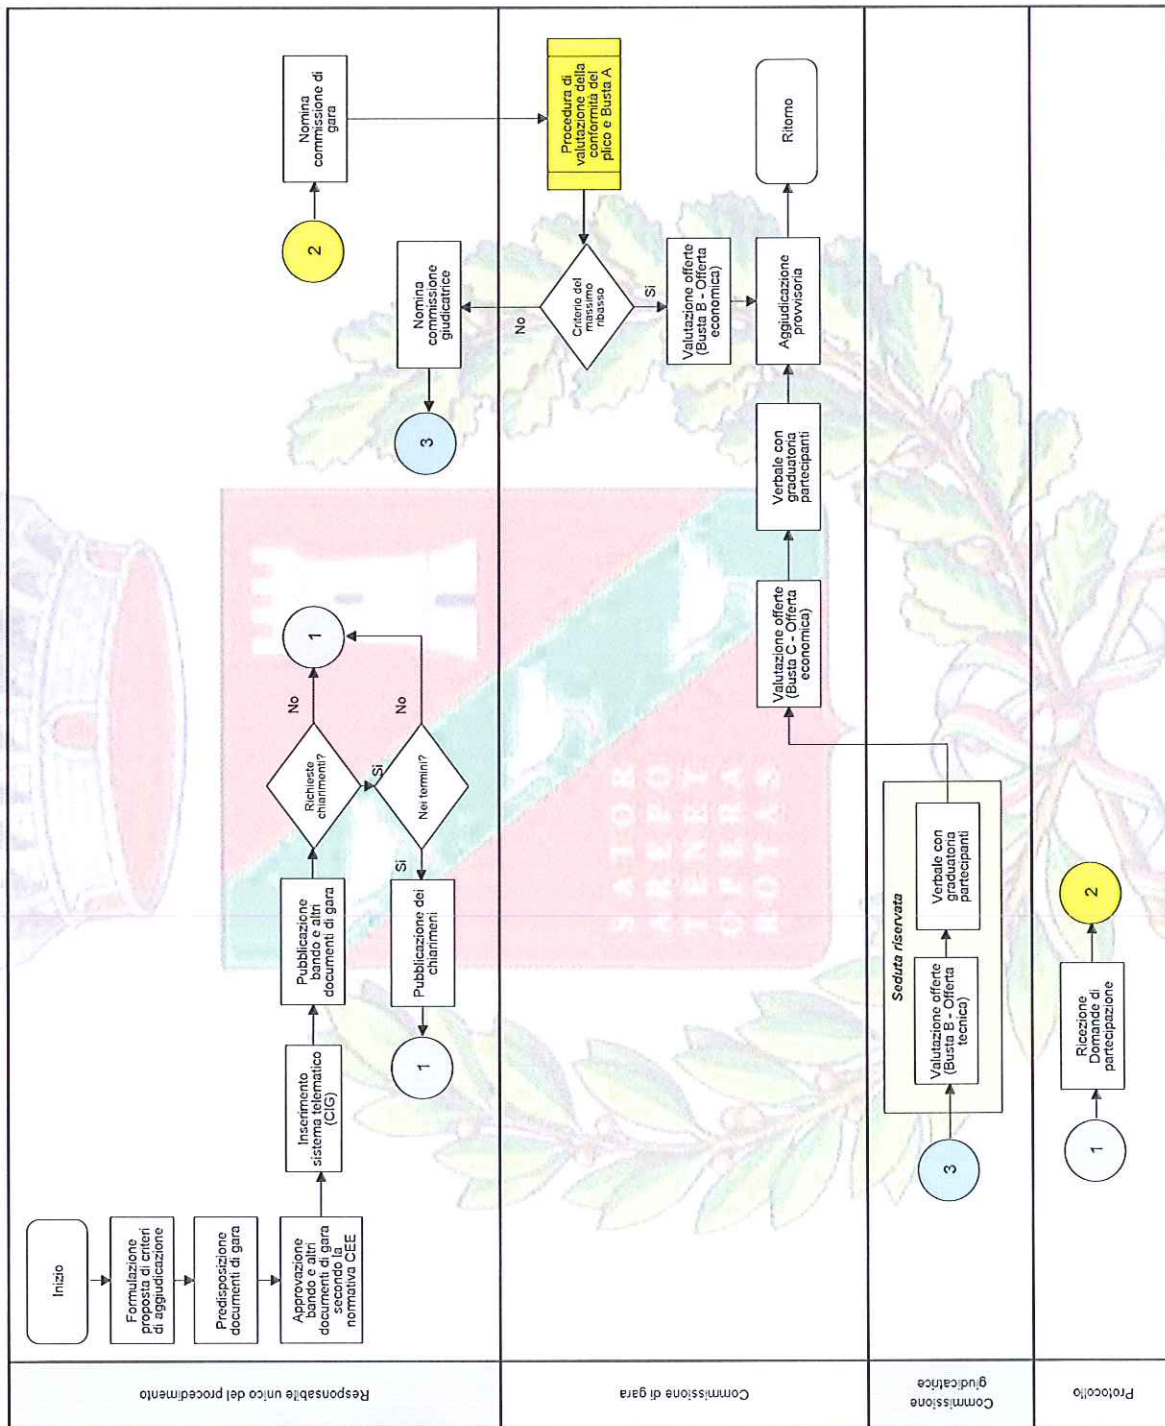 Responsabile unico del procedimento
Inizio
Formulazione
proposta di criteri
di aggiudicazione
Predisposizione
documenti di gara
Approvazione
bando e altri
documenti di gara
secondo la
normativa CEE
Inserimento
sistema telematico
(CIG)
Pubblicazione
bando e altri
documenti di gara
Richieste
chiarimenti?
No
1
Si
Nei termini?
No
Si
Pubblicazione dei
chiarimeni
1
2
Nomina
commissione di
gara
Nomina
commissione
giudicatrice
3
Commissione di gara
Procedura di
valutazione della
conformità del
plico e Busta A
Criterio del
massimo
ribasso
No
Si
Valutazione offerte
(Busta B - Offerta
economica)
Valutazione offerte
(Busta C - Offerta
economica)
Verbale con
graduatoria
partecipanti
Aggiudicazione
provvisoria
Ritorno
SATOR
AREPO
TENET
OPERA
ROTAS
Commissione
giudicatrice
3
Seduta riservata
Valutazione offerte
(Busta B - Offerta
tecnica)
Verbale con
graduatoria
partecipanti
Protocollo
1
Ricezione
Domande di
partecipazione
2